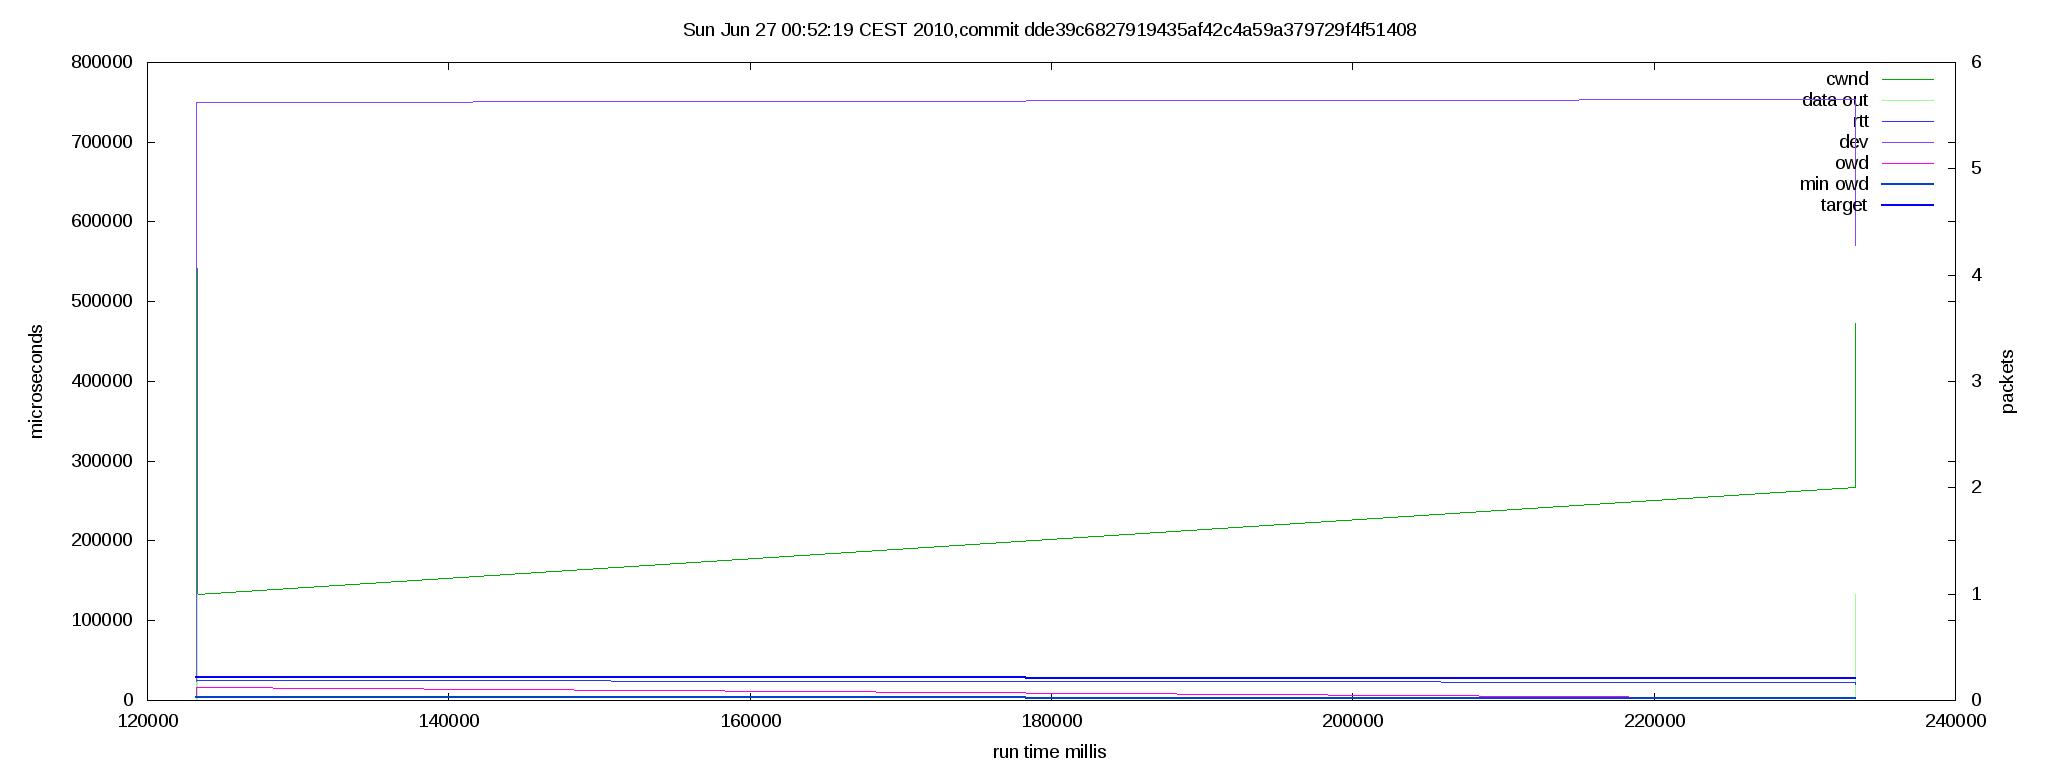 Sun Jun 27 00:52:19 CEST 2010,commit dde39c6827919435af42c4a59a379729f4f51408
800000
700000
600000
500000
400000
300000
200000
100000
0
microseconds
6
5
4
3
2
1
0
packets
cwnd
data out
rtt
dev
owd
min owd
target
120000 140000 160000 180000 200000 220000 240000
run time millis